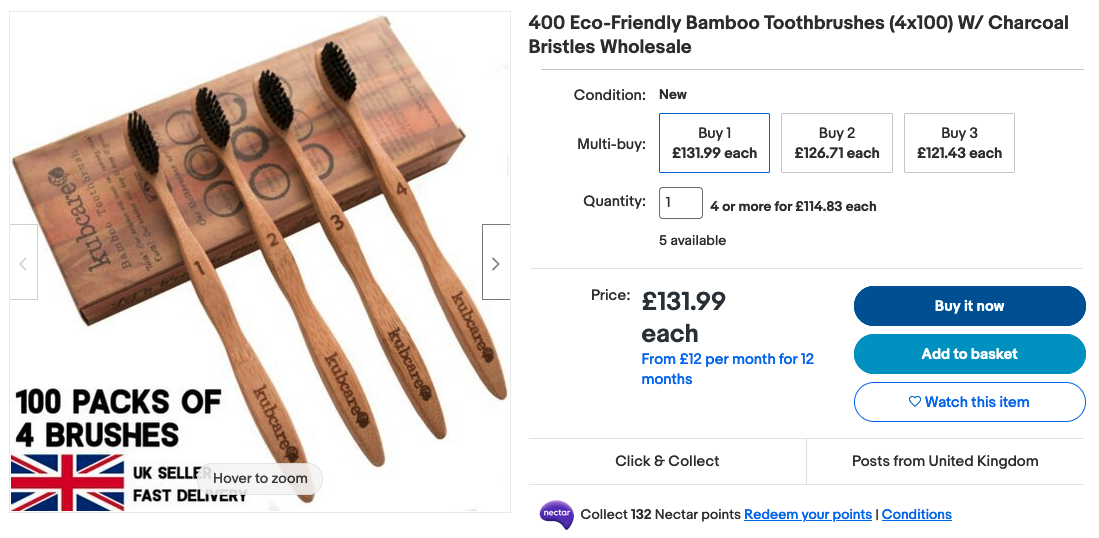 400 Eco-Friendly Bamboo Toothbrushes (4x100) W/ Charcoal
Bristles Wholesale
Condition: New
Multi-buy:
Buy 1
£131.99 each
Buy 2
£126.71 each
Buy 3
£121.43 each
Quantity: 1 4 or more for £114.83 each
5 available
Price: £131.99
each
From £12 per month for 12
months
Buy it now
Add to basket
Watch this item
Click & Collect
Posts from United Kingdom
nectar
Collect 132 Nectar points Redeem your points | Conditions
kubcare
Bamboo Toothbrush
1
2
3
4
kubcare
kubcare
kubcare
kubcare
100 PACKS OF
4 BRUSHES
UK SELLER
FAST DELIVERY
Hover to zoom